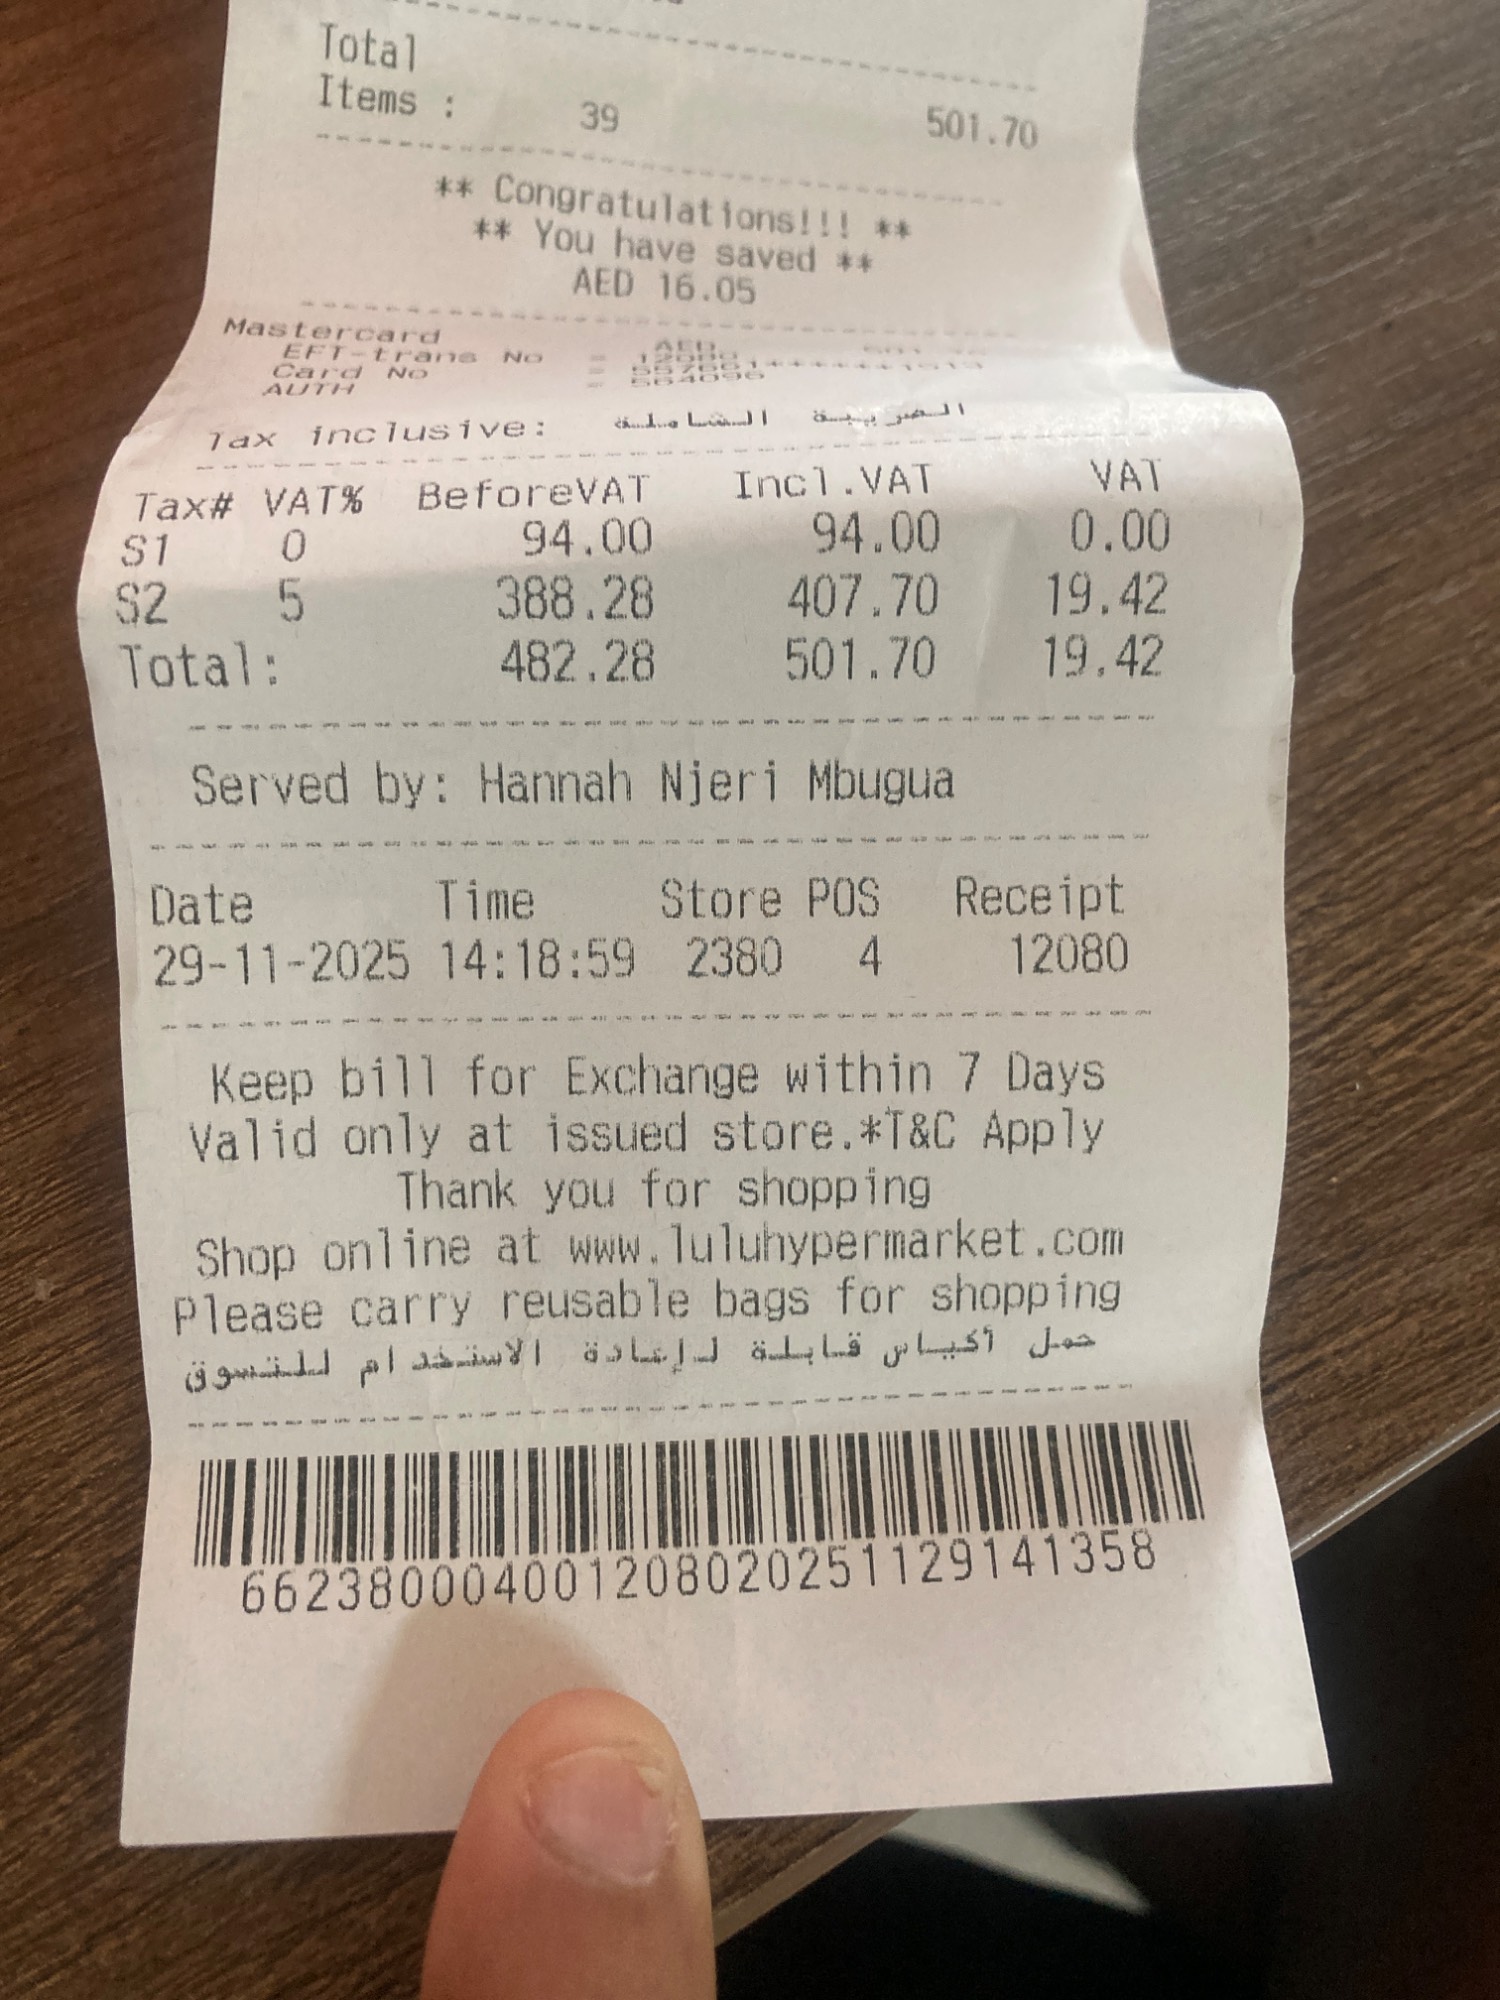 Total
Items : 39 501.70
** Congratulations!!! **
** You have saved **
AED 16.05
Mastercard AED
EFT-trans No = 12080
Card No =
AUTH = 564096
Tax inclusive: الضريبة الشاملة
Tax# VAT% BeforeVAT Incl.VAT VAT
S1 0 94.00 94.00 0.00
S2 5 388.28 407.70 19.42
Total: 482.28 501.70 19.42
Served by: Hannah Njeri Mbugua
Date Time Store POS Receipt
29-11-2025 14:18:59 2380 4 12080
Keep bill for Exchange within 7 Days
Valid only at issued store.*T&C Apply
Thank you for shopping
Shop online at www.luluhypermarket.com
Please carry reusable bags for shopping
حمل أكياس قابلة لإعادة الاستخدام للتسوق
66238000400120802025112914 1358